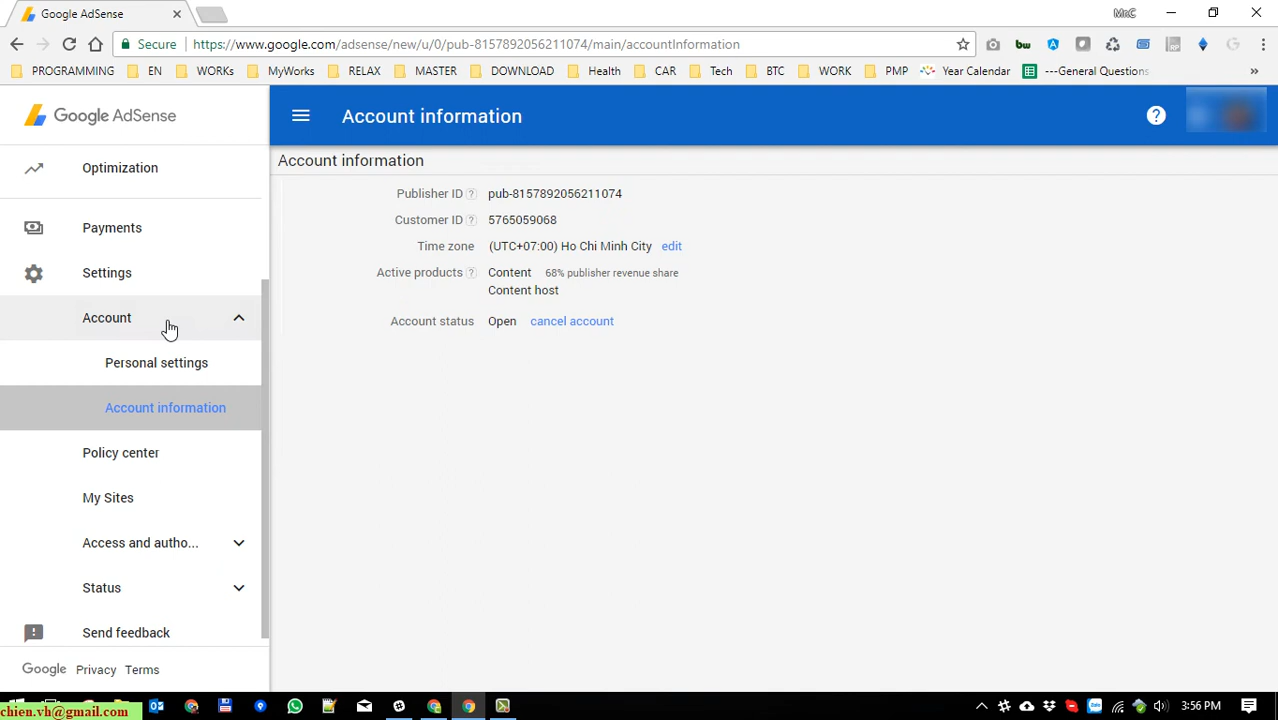 Google AdSense
MnC
Secure
https://www.google.com/adsense/new/u/0/pub-8157892056211074/main/accountInformation
PROGRAMMING
EN
WORKS
MyWorks
RELAX
MASTER
DOWNLOAD
Health
CAR
Tech
BTC
WORK
PMP
Year Calendar
---General Questions
Google AdSense
Account information
Optimization
Payments
Settings
Account
Personal settings
Account information
Policy center
My Sites
Access and autho...
Status
Send feedback
Google
Privacy
Terms
Account information
Publisher ID ? pub-8157892056211074
Customer ID ? 5765059068
Time zone (UTC+07:00) Ho Chi Minh City edit
Active products ? Content 68% publisher revenue share
Content host
Account status Open cancel account
chien.vh@gmail.com
3:56 PM